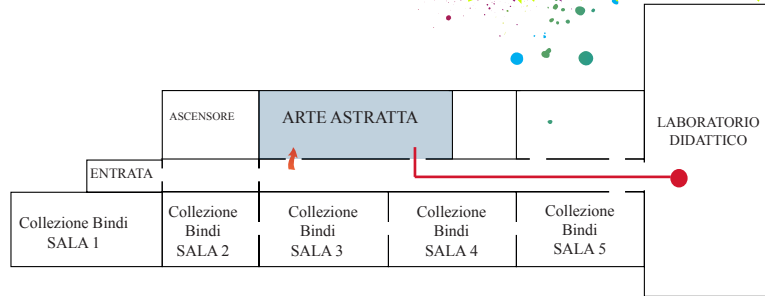 ASCENSORE
ARTE ASTRATTA
LABORATORIO
DIDATTICO
ENTRATA
Collezione Bindi
SALA 1
Collezione
Bindi
SALA 2
Collezione
Bindi
SALA 3
Collezione
Bindi
SALA 4
Collezione
Bindi
SALA 5